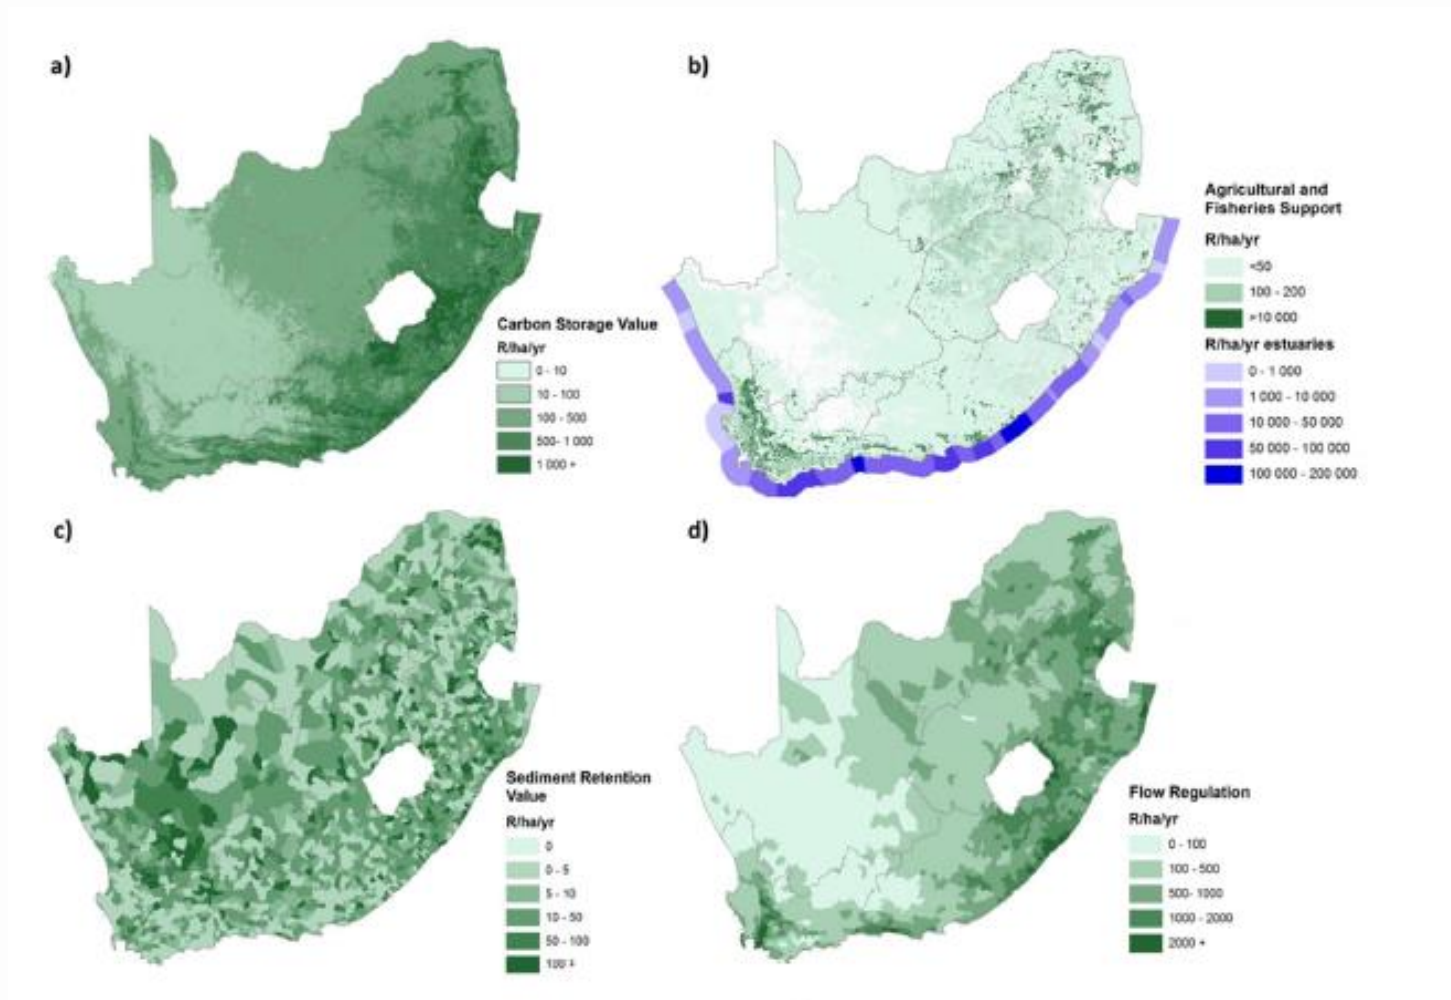 a)
Carbon Storage Value
R/ha/yr
0 - 10
10 - 100
100 - 500
500- 1 000
1 000 +
b)
Agricultural and
Fisheries Support
R/ha/yr
<50
100 - 200
>10 000
R/ha/yr estuaries
0 - 1 000
1 000 - 10 000
10 000 - 50 000
50 000 - 100 000
100 000 - 200 000
c)
Sediment Retention
Value
R/ha/yr
0
0 - 5
5 - 10
10 - 50
50 - 100
100 +
d)
Flow Regulation
R/ha/yr
0 - 100
100 - 500
500- 1000
1000 - 2000
2000 +